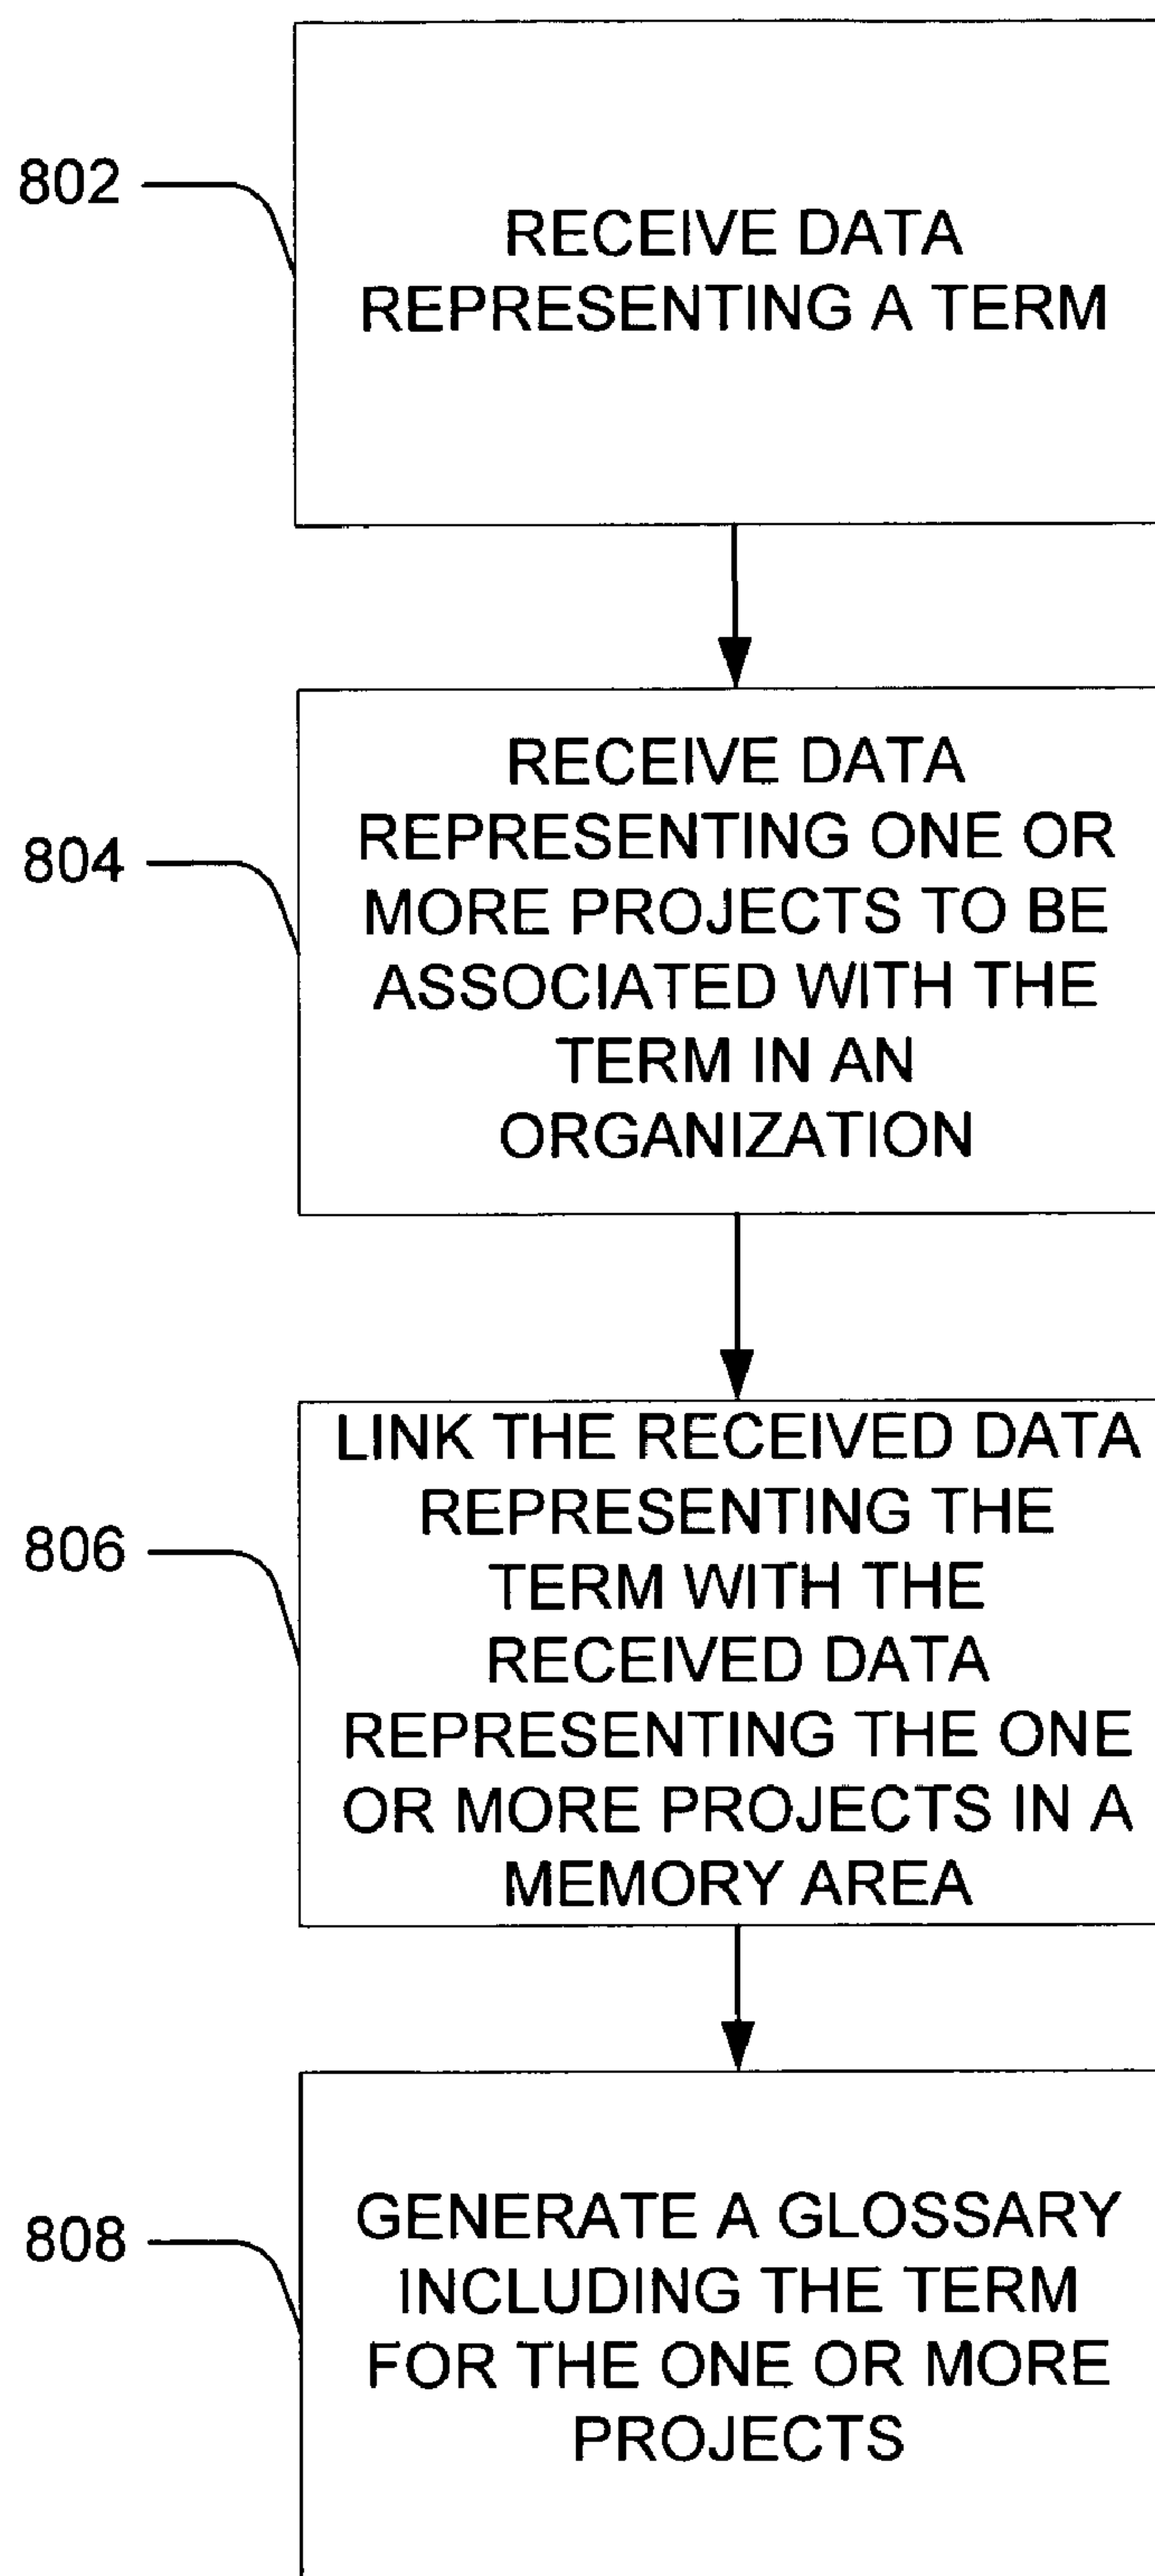 802
RECEIVE DATA
REPRESENTING A TERM
804
RECEIVE DATA
REPRESENTING ONE OR
MORE PROJECTS TO BE
ASSOCIATED WITH THE
TERM IN AN
ORGANIZATION
806
LINK THE RECEIVED DATA
REPRESENTING THE
TERM WITH THE
RECEIVED DATA
REPRESENTING THE ONE
OR MORE PROJECTS IN A
MEMORY AREA
808
GENERATE A GLOSSARY
INCLUDING THE TERM
FOR THE ONE OR MORE
PROJECTS